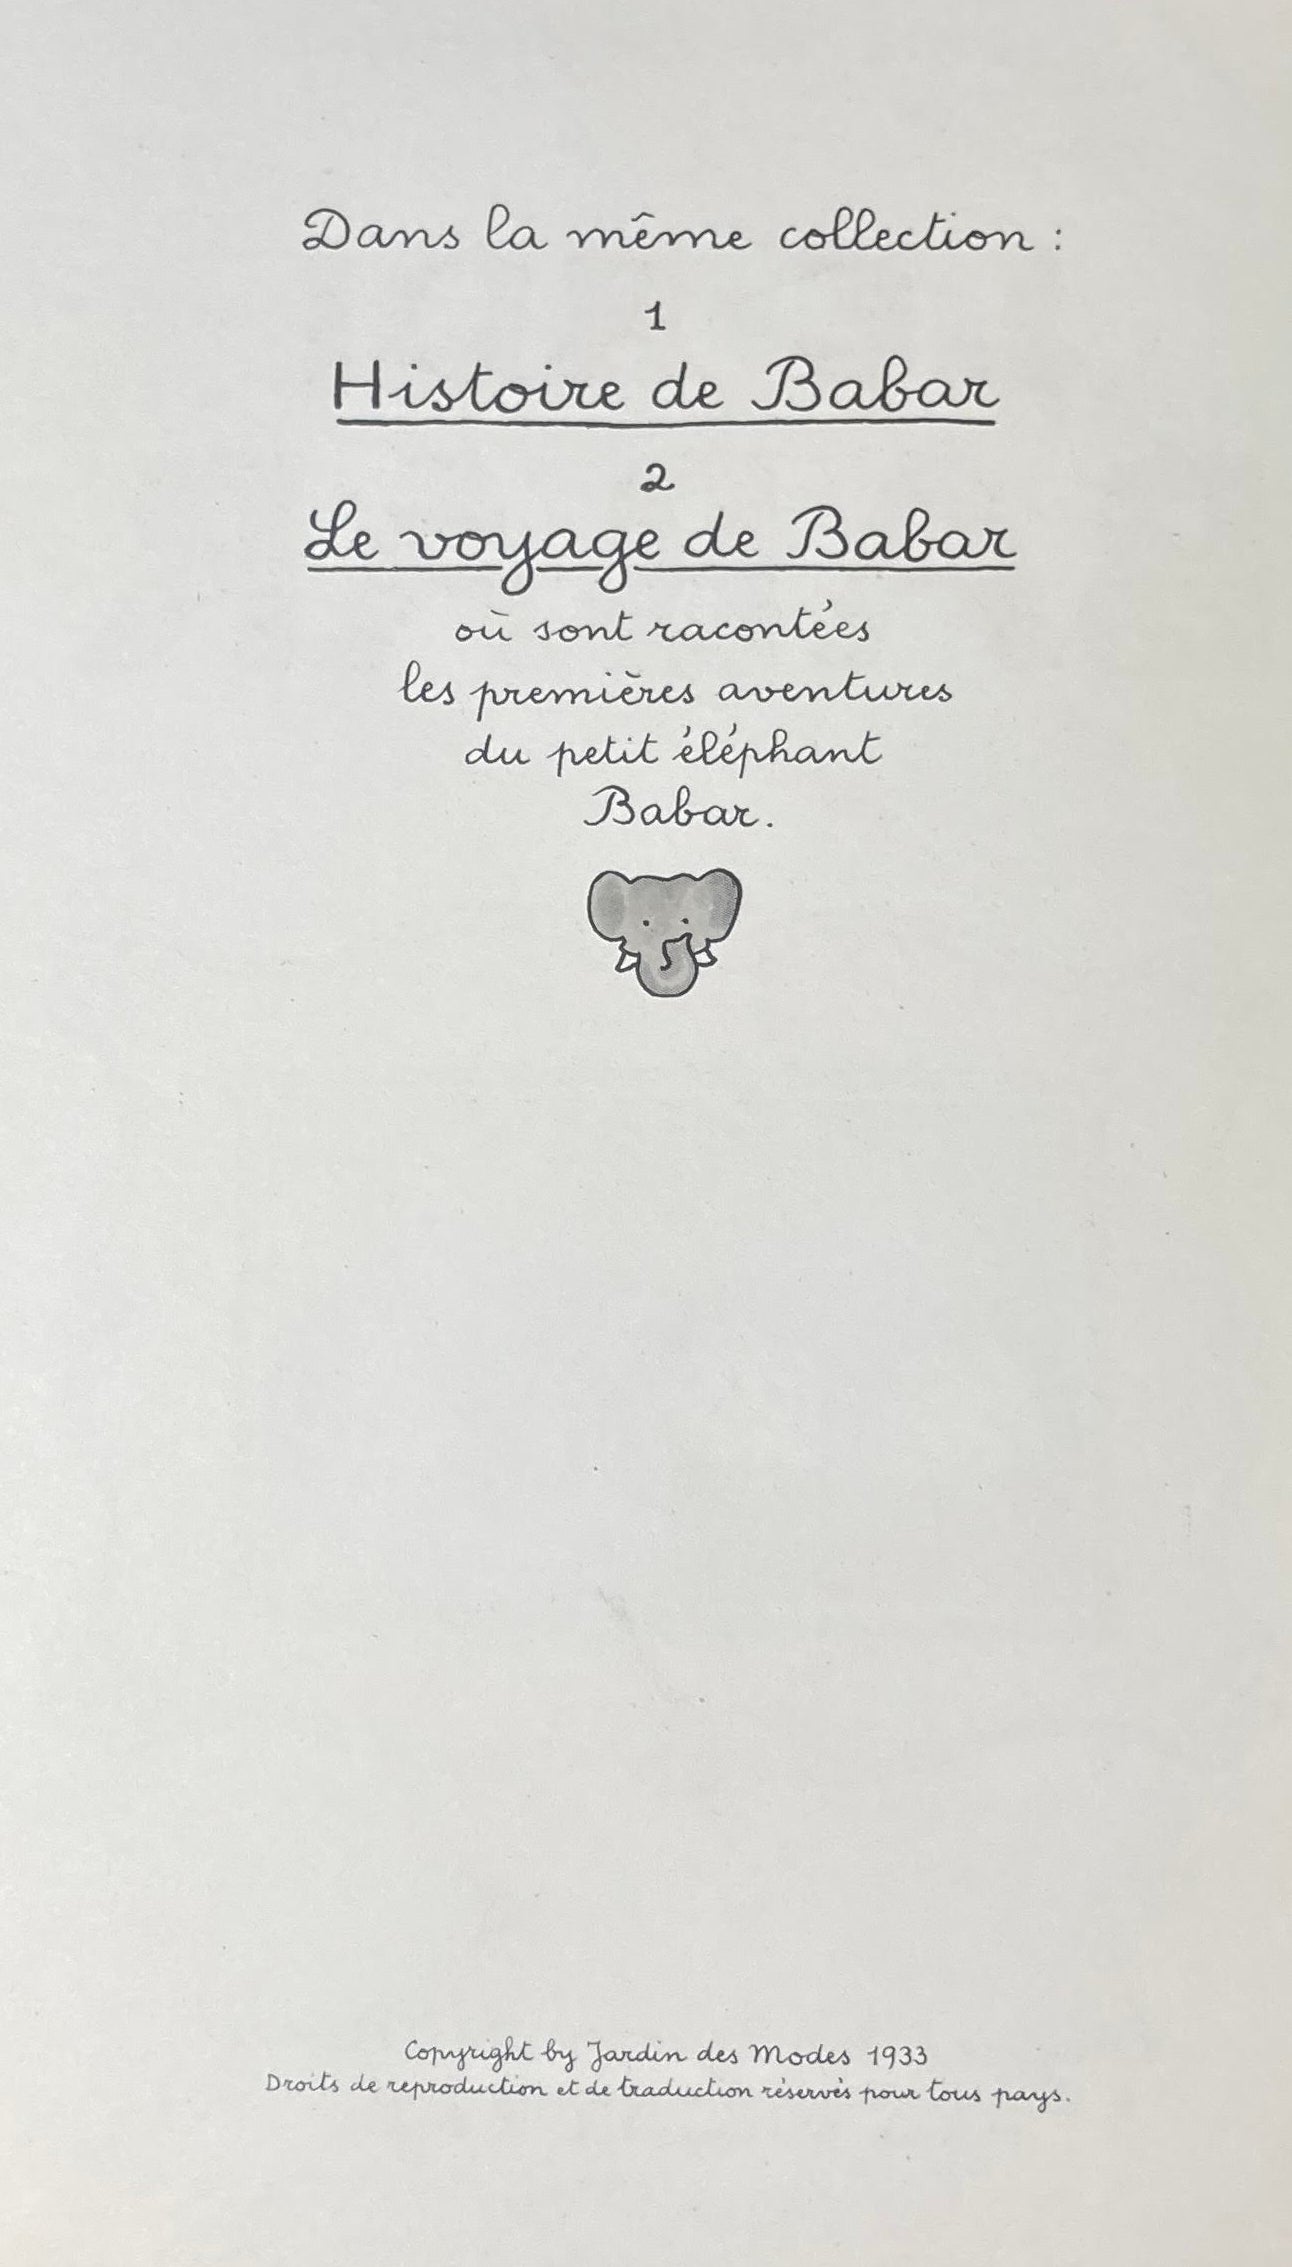 Dans la même collection :
1
Histoire de Babar
2
Le voyage de Babar
où sont racontées
les premières aventures
du petit éléphant
Babar.
Copyright by Jardin des Modes 1933
Droits de reproduction et de traduction réservés pour tous pays.